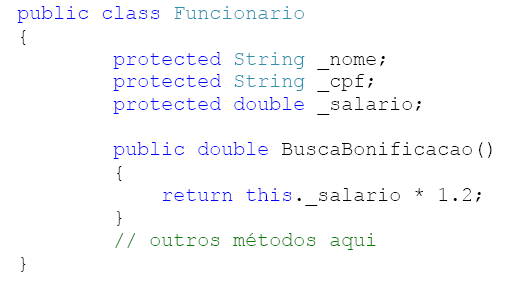 public class Funcionario
{
protected String _nome;
protected String _cpf;
protected double _salario;
public double BuscaBonificacao()
{
return this._salario * 1.2;
}
// outros métodos aqui
}